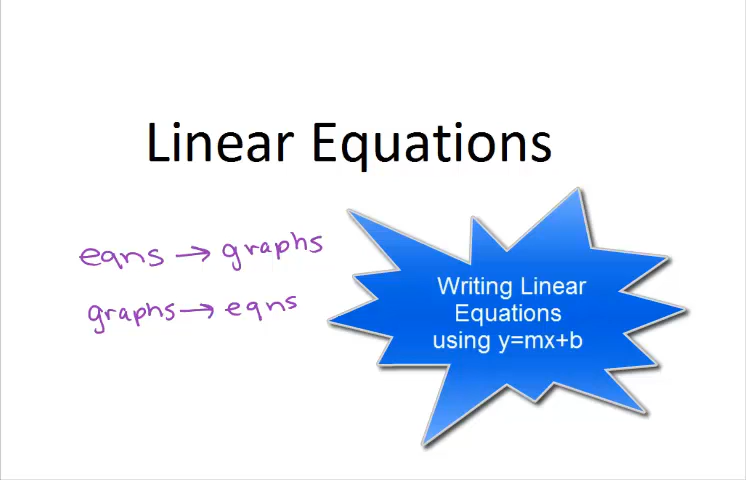 Linear Equations
eqns → graphs
graphs → eqns
Writing Linear
Equations
using y=mx+b